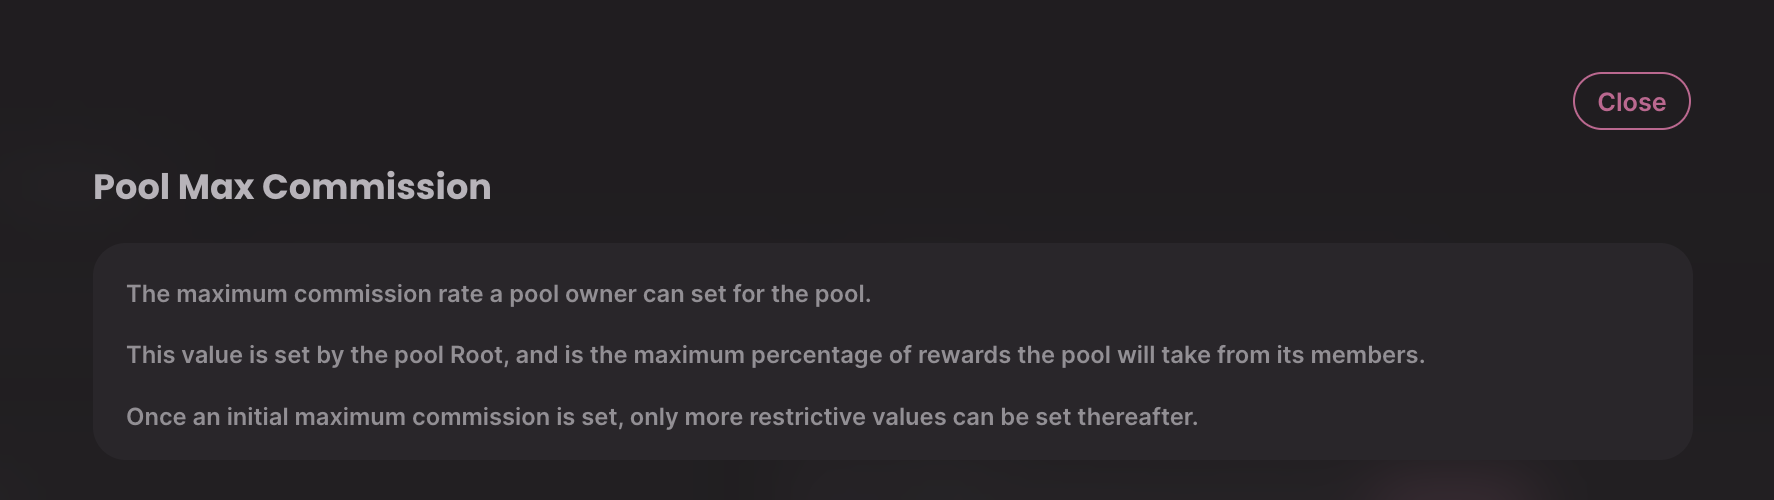 Close
Pool Max Commission
The maximum commission rate a pool owner can set for the pool.
This value is set by the pool Root, and is the maximum percentage of rewards the pool will take from its members.
Once an initial maximum commission is set, only more restrictive values can be set thereafter.